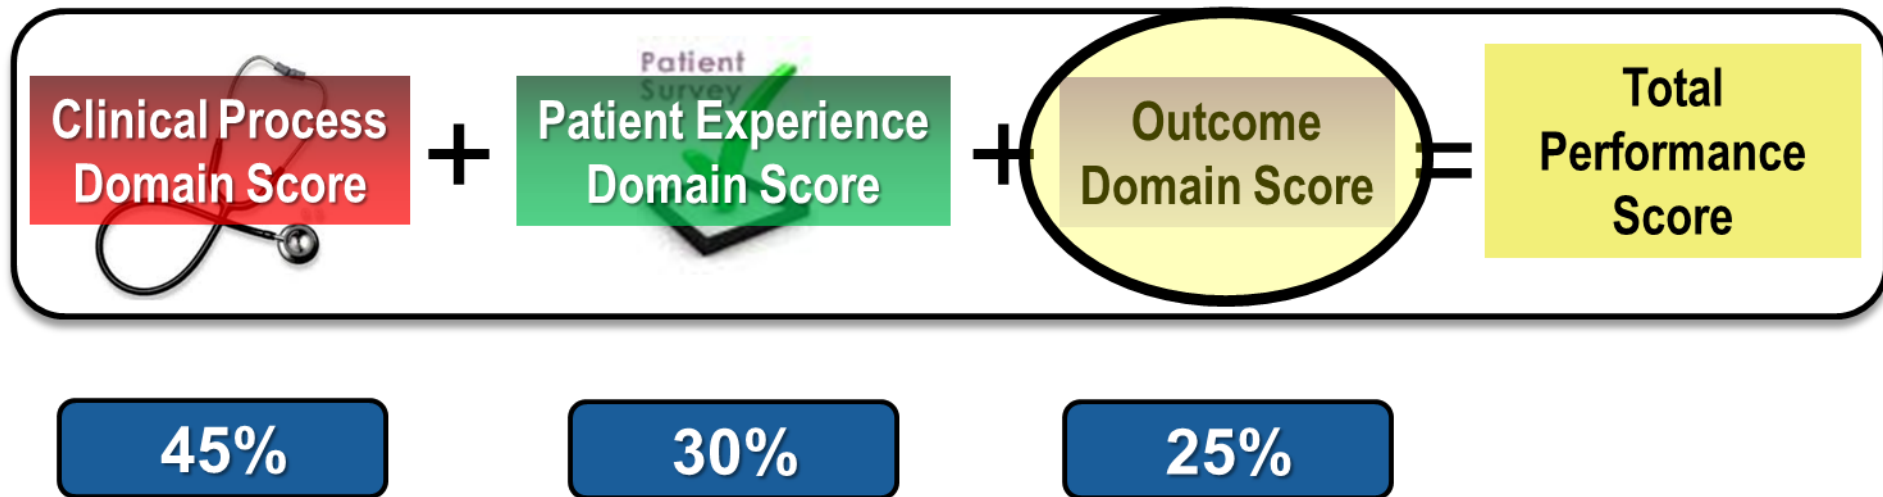 Patient
Survey
Clinical Process
Domain Score
+
Patient Experience
Domain Score
+
Outcome
Domain Score
=
Total
Performance
Score
45%
30%
25%